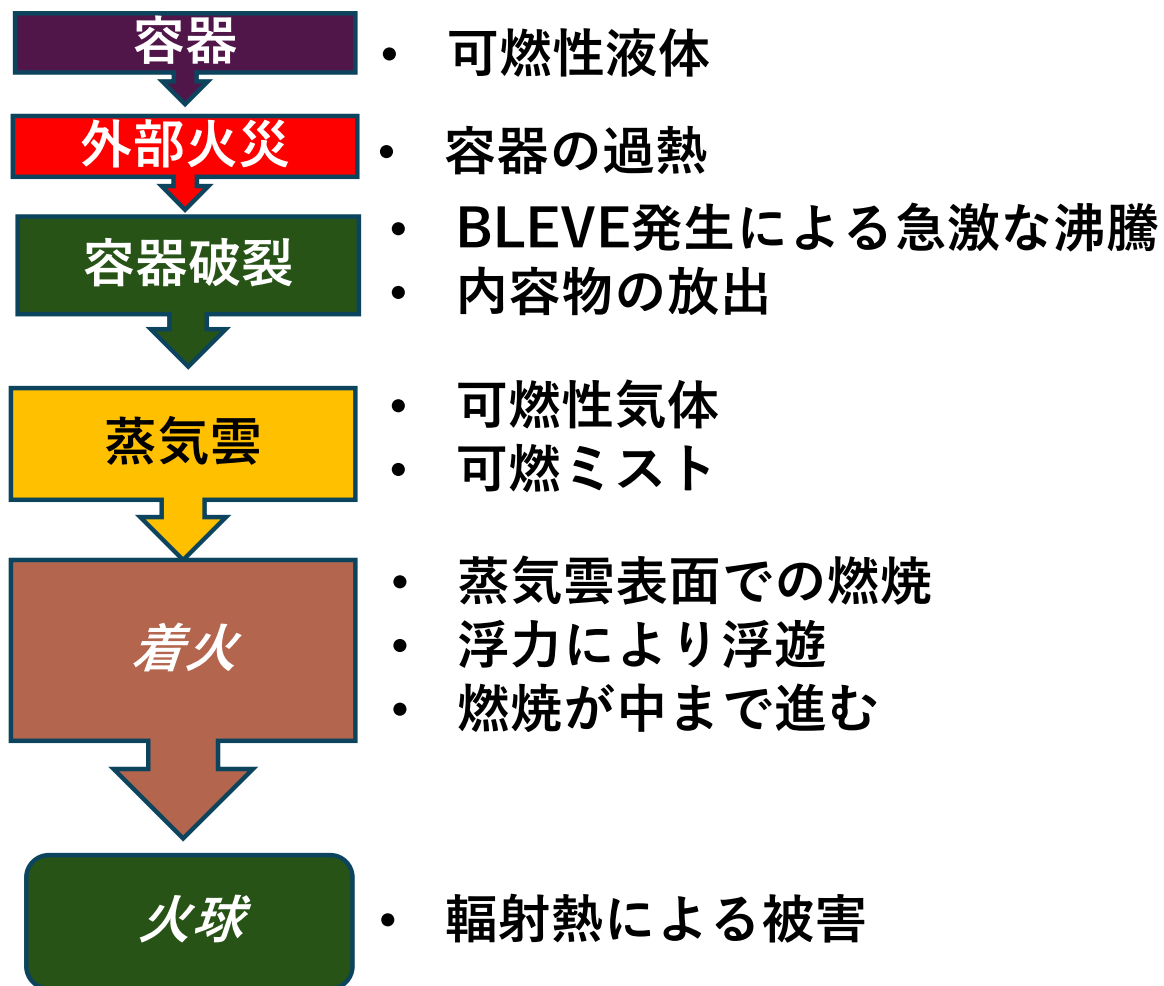 容器
• 可燃性液体
外部火災
• 容器の過熱
容器破裂
• BLEVE発生による急激な沸騰
• 内容物の放出
蒸気雲
• 可燃性気体
• 可燃ミスト
着火
• 蒸気雲表面での燃焼
• 浮力により浮遊
• 燃焼が中まで進む
火球
• 輻射熱による被害